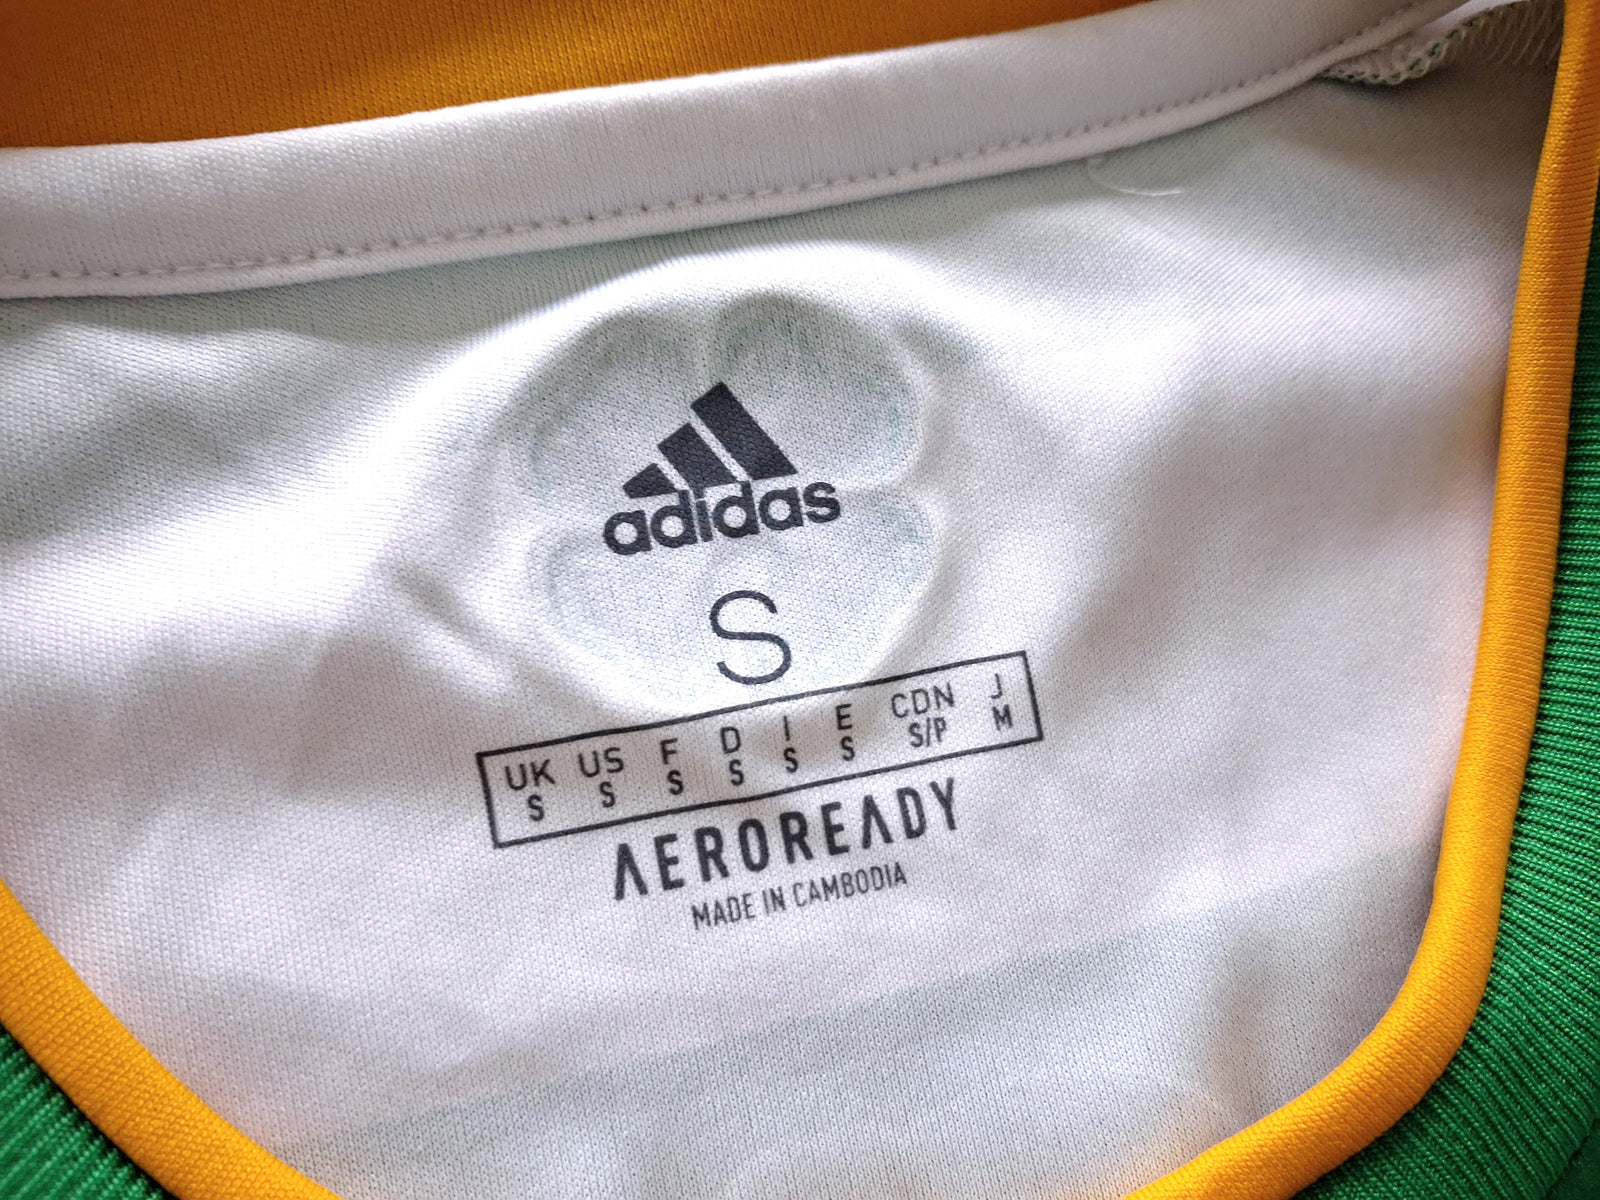 adidas
S
UK US F D I E CDN J
S S S S S S S/P M
AEROREADY
MADE IN CAMBODIA